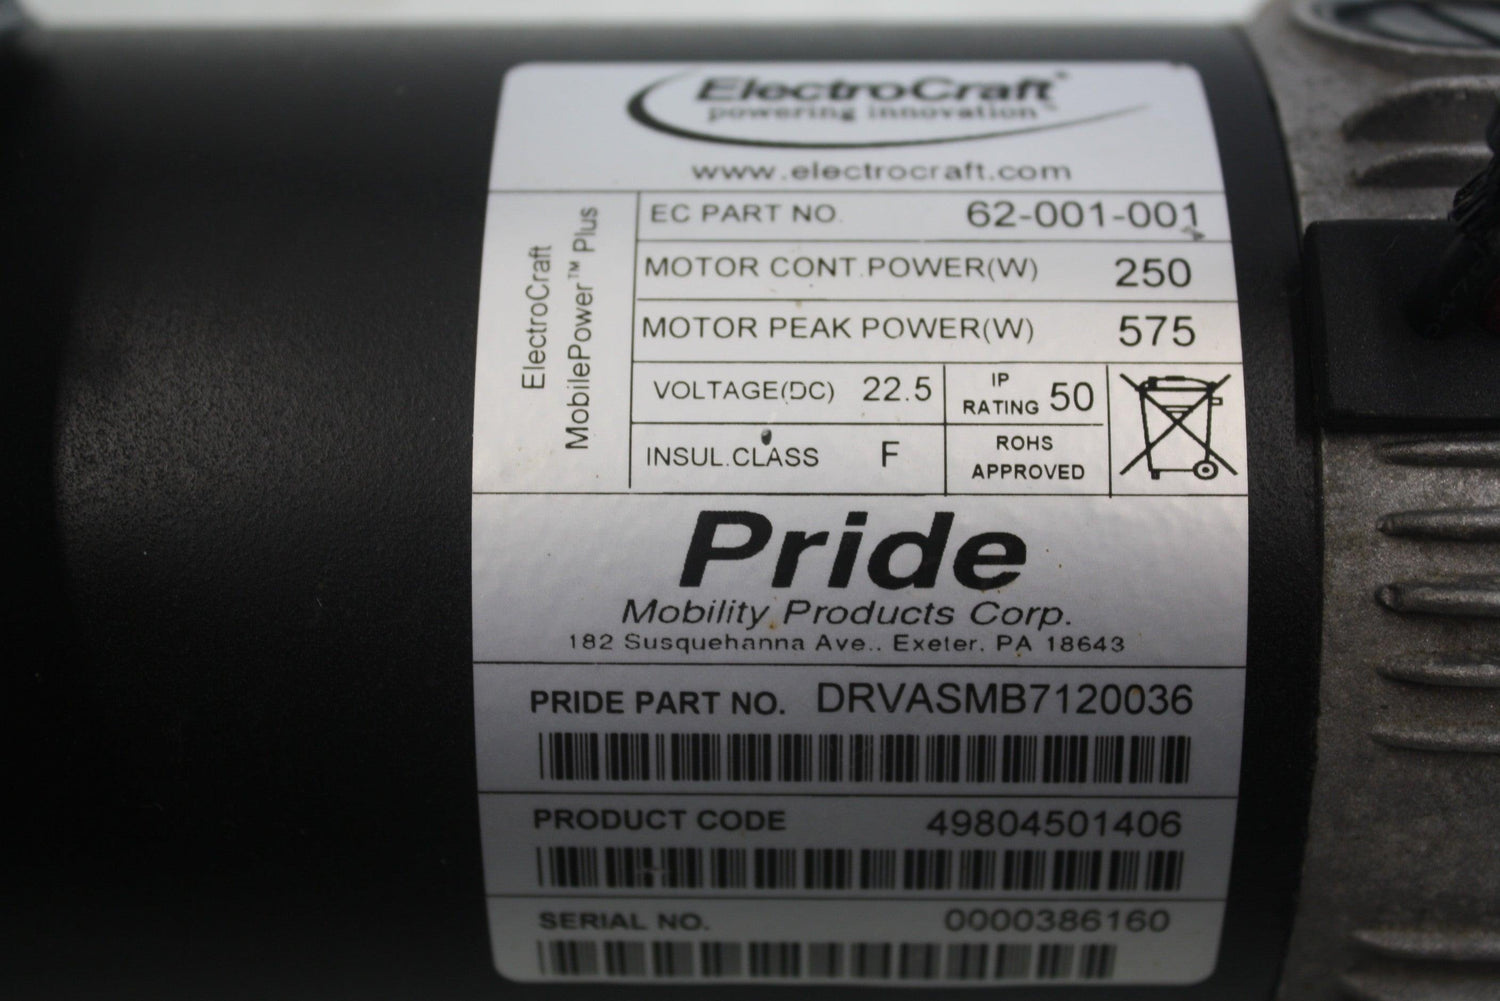 ElectroCraft®
powering innovation
www.electrocraft.com
ElectroCraft
MobilePower™ Plus
EC PART NO. 62-001-001
MOTOR CONT.POWER(W) 250
MOTOR PEAK POWER(W) 575
VOLTAGE(DC) 22.5
IP RATING 50
INSUL.CLASS F
ROHS
APPROVED
Pride
Mobility Products Corp.
182 Susquehanna Ave.. Exeter. PA 18643
PRIDE PART NO. DRVASMB7120036
PRODUCT CODE 49804501406
SERIAL NO. 0000386160